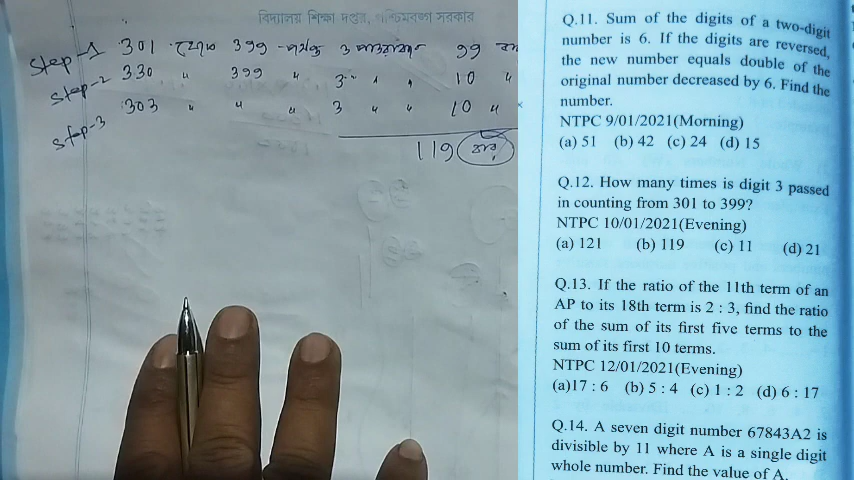 বিদ্যালয় শিক্ষা দপ্তর, পশ্চিমবঙ্গ সরকার
Step-1 301 থেকে 399 পর্যন্ত 3 99
Step-2 330 " 399 " 3 " " 10 "
Step-3 303 " " " 3 " " 10 "
119 বার
Q.11. Sum of the digits of a two-digit
number is 6. If the digits are reversed,
the new number equals double of the
original number decreased by 6. Find the
number.
NTPC 9/01/2021(Morning)
(a) 51 (b) 42 (c) 24 (d) 15
Q.12. How many times is digit 3 passed
in counting from 301 to 399?
NTPC 10/01/2021(Evening)
(a) 121 (b) 119 (c) 11 (d) 21
Q.13. If the ratio of the 11th term of an
AP to its 18th term is 2 : 3, find the ratio
of the sum of its first five terms to the
sum of its first 10 terms.
NTPC 12/01/2021(Evening)
(a)17 : 6 (b) 5 : 4 (c) 1 : 2 (d) 6 : 17
Q.14. A seven digit number 67843A2 is
divisible by 11 where A is a single digit
whole number. Find the value of A.